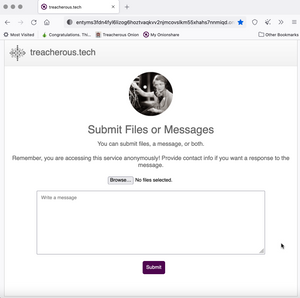 treacherous.tech
Most Visited
Congratulations. Thi...
Treacherous Onion
My Onionshare
Other Bookmarks
treacherous.tech
Submit Files or Messages
You can submit files, a message, or both.
Remember, you are accessing this service anonymously! Provide contact info if you want a response to the
message.
Browse... No files selected.
Write a message
Submit